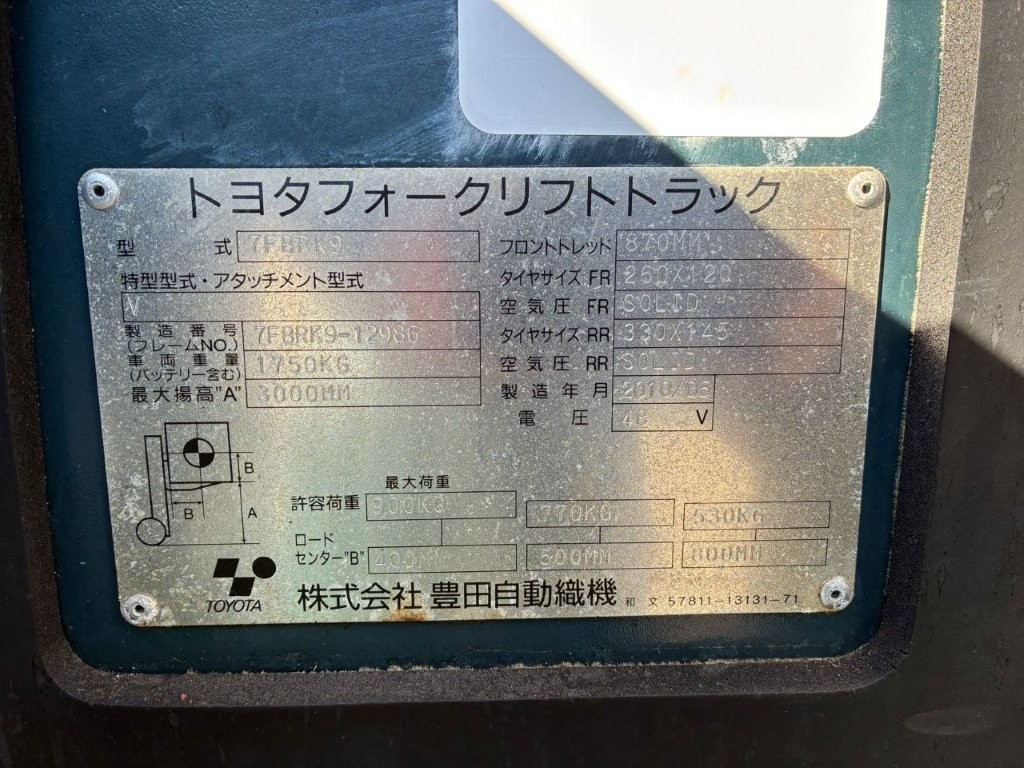 トヨタフォークリフトトラック
型 式 7FBRK9
特型型式・アタッチメント型式
V
製造番号 (フレームNO.) 7FBRK9-12986
車両重量 (バッテリー含む) 1750KG
最大揚高"A" 3000MM
フロントトレッド 870MM
タイヤサイズ FR 260X120
空気圧 FR SOLID
タイヤサイズ RR 330X145
空気圧 RR SOLID
製造年月 2010/06
電圧 48 V
B
B
A
最大荷重
許容荷重 900KG 770KG 530KG
ロード
センター"B" 400MM 500MM 800MM
TOYOTA
株式会社 豊田自動織機 和文 57811-13131-71